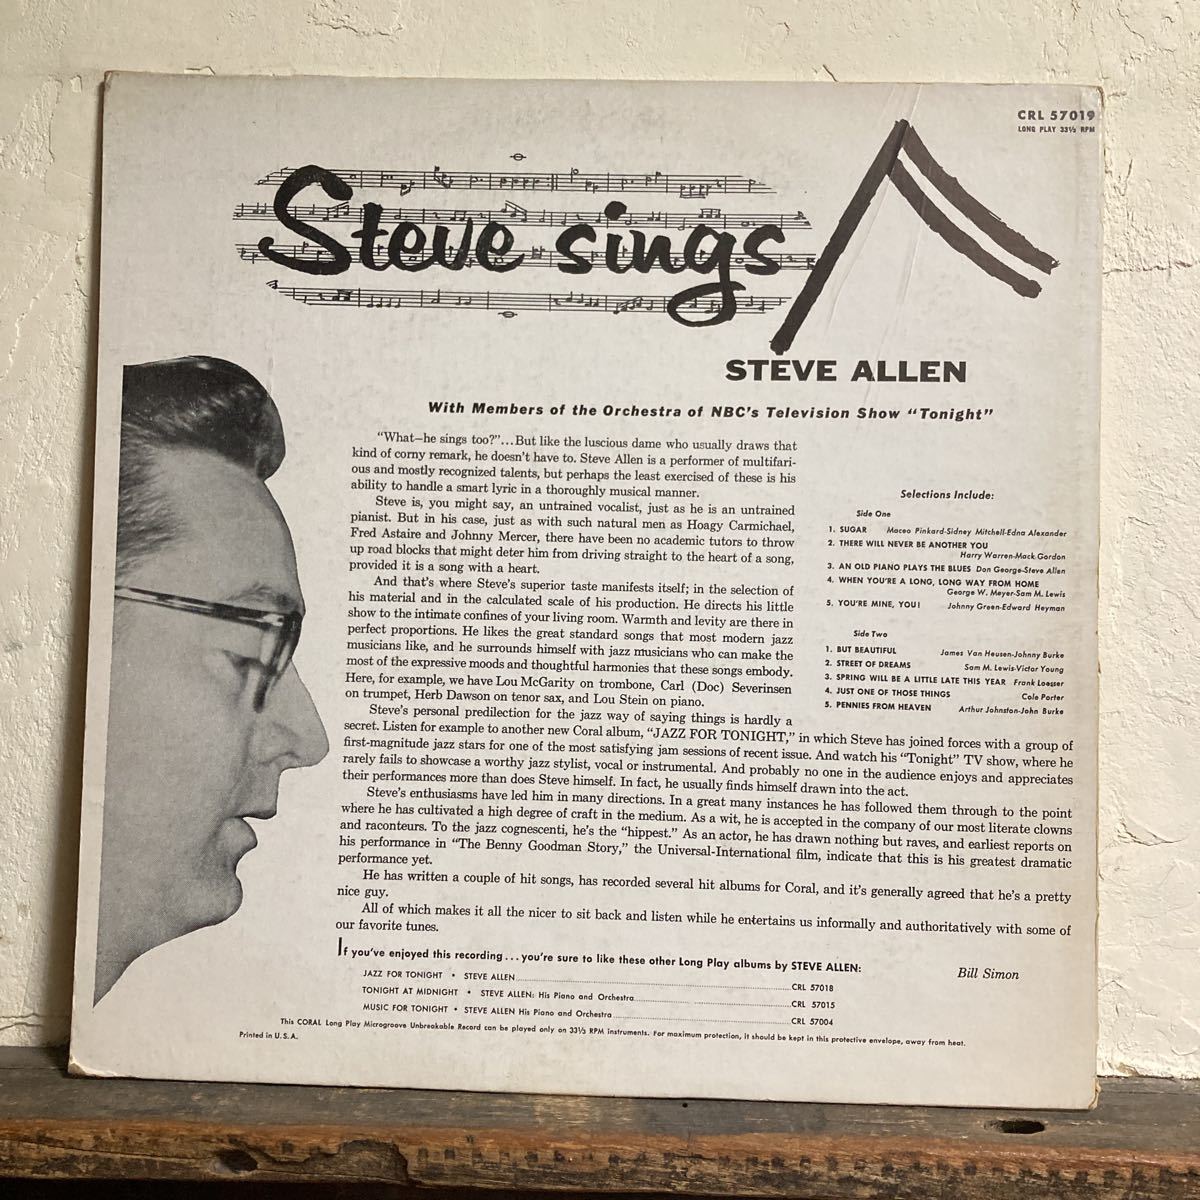 CRL 57019
LONG PLAY 33⅓ RPM
Steve sings
STEVE ALLEN
With Members of the Orchestra of NBC's Television Show "Tonight"
"What—he sings too?"...But like the luscious dame who usually draws that
kind of corny remark, he doesn't have to. Steve Allen is a performer of multifari-
ous and mostly recognized talents, but perhaps the least exercised of these is his
ability to handle a smart lyric in a thoroughly musical manner.
Steve is, you might say, an untrained vocalist, just as he is an untrained
pianist. But in his case, just as with such natural men as Hoagy Carmichael,
Fred Astaire and Johnny Mercer, there have been no academic tutors to throw
up road blocks that might deter him from driving straight to the heart of a song,
provided it is a song with a heart.
And that's where Steve's superior taste manifests itself; in the selection of
his material and in the calculated scale of his production. He directs his little
show to the intimate confines of your living room. Warmth and levity are there in
perfect proportions. He likes the great standard songs that most modern jazz
musicians like, and he surrounds himself with jazz musicians who can make the
most of the expressive moods and thoughtful harmonies that these songs embody.
Here, for example, we have Lou McGarity on trombone, Carl (Doc) Severinsen
on trumpet, Herb Dawson on tenor sax, and Lou Stein on piano.
Steve's personal predilection for the jazz way of saying things is hardly a
secret. Listen for example to another new Coral album, "JAZZ FOR TONIGHT," in which Steve has joined forces with a group of
first-magnitude jazz stars for one of the most satisfying jam sessions of recent issue. And watch his "Tonight" TV show, where he
rarely fails to showcase a worthy jazz stylist, vocal or instrumental. And probably no one in the audience enjoys and appreciates
their performances more than does Steve himself. In fact, he usually finds himself drawn into the act.
Steve's enthusiasms have led him in many directions. In a great many instances he has followed them through to the point
where he has cultivated a high degree of craft in the medium. As a wit, he is accepted in the company of our most literate clowns
and raconteurs. To the jazz cognescenti, he's the "hippest." As an actor, he has drawn nothing but raves, and earliest reports on
his performance in "The Benny Goodman Story," the Universal-International film, indicate that this is his greatest dramatic
performance yet.
He has written a couple of hit songs, has recorded several hit albums for Coral, and it's generally agreed that he's a pretty
nice guy.
All of which makes it all the nicer to sit back and listen while he entertains us informally and authoritatively with some of
our favorite tunes.
Bill Simon
Selections Include:
Side One
1. SUGAR Maceo Pinkard-Sidney Mitchell-Edna Alexander
2. THERE WILL NEVER BE ANOTHER YOU
Harry Warren-Mack Gordon
3. AN OLD PIANO PLAYS THE BLUES Don George-Steve Allen
4. WHEN YOU'RE A LONG, LONG WAY FROM HOME
George W. Meyer-Sam M. Lewis
5. YOU'RE MINE, YOU! Johnny Green-Edward Heyman
Side Two
1. BUT BEAUTIFUL James Van Heusen-Johnny Burke
2. STREET OF DREAMS Sam M. Lewis-Victor Young
3. SPRING WILL BE A LITTLE LATE THIS YEAR Frank Loesser
4. JUST ONE OF THOSE THINGS Cole Porter
5. PENNIES FROM HEAVEN Arthur Johnston-John Burke
If you've enjoyed this recording...you're sure to like these other Long Play albums by STEVE ALLEN:
JAZZ FOR TONIGHT • STEVE ALLEN CRL 57018
TONIGHT AT MIDNIGHT • STEVE ALLEN: His Piano and Orchestra CRL 57015
MUSIC FOR TONIGHT • STEVE ALLEN His Piano and Orchestra CRL 57004
This CORAL Long Play Microgroove Unbreakable Record can be played only on 33⅓ RPM instruments. For maximum protection, it should be kept in this protective envelope, away from heat.
Printed in U.S.A.